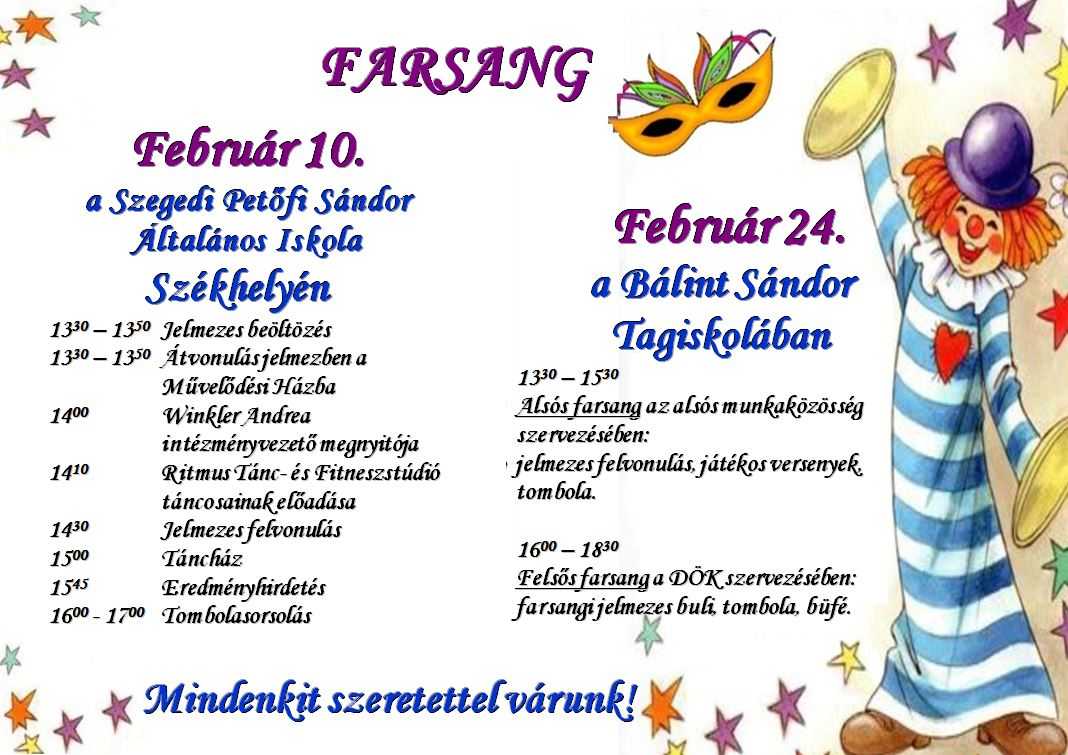 FARSANG
Február 10.
a Szegedi Petőfi Sándor
Általános Iskola
Székhelyén
13³⁰ – 13⁵⁰ Jelmezes beöltözés
13³⁰ – 13⁵⁰ Átvonulás jelmezben a
Művelődési Házba
14⁰⁰ Winkler Andrea
intézményvezető megnyitója
14¹⁰ Ritmus Tánc- és Fitneszstúdió
táncosainak előadása
14³⁰ Jelmezes felvonulás
15⁰⁰ Táncház
15⁴⁵ Eredményhirdetés
16⁰⁰ - 17⁰⁰ Tombolasorsolás
Február 24.
a Bálint Sándor
Tagiskolában
13³⁰ – 15³⁰
Alsós farsang az alsós munkaközösség
szervezésében:
jelmezes felvonulás, játékos versenyek,
tombola.
16⁰⁰ – 18³⁰
Felsős farsang a DÖK szervezésében:
farsangi jelmezes buli, tombola, büfé.
Mindenkit szeretettel várunk!